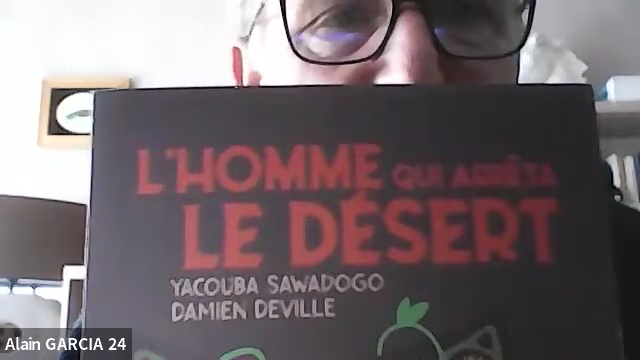 L'HOMME QUI ARRÊTA
LE DÉSERT
YACOUBA SAWADOGO
DAMIEN DEVILLE
Alain GARCIA 24